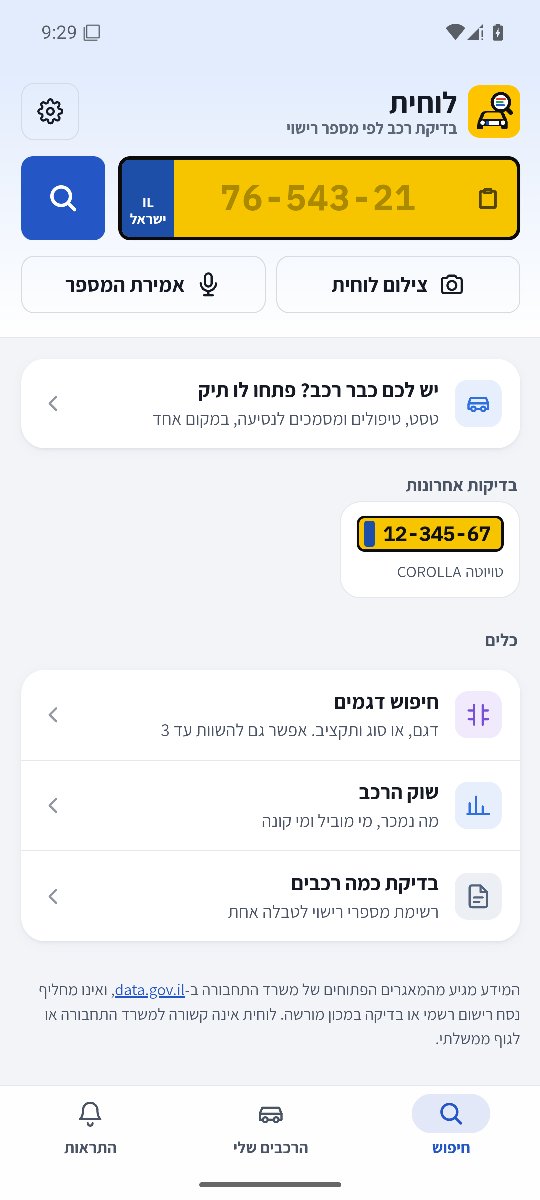 9:29
לוחית
בדיקת רכב לפי מספר רישוי
76-543-21
IL
ישראל
צילום לוחית
אמירת המספר
יש לכם כבר רכב? פתחו לו תיק
טסט, טיפולים ומסמכים לנסיעה, במקום אחד
בדיקות אחרונות
12-345-67
טויוטה COROLLA
כלים
חיפוש דגמים
דגם, או סוג ותקציב. אפשר גם להשוות עד 3
שוק הרכב
מה נמכר, מי מוביל ומי קונה
בדיקת כמה רכבים
רשימת מספרי רישוי לטבלה אחת
המידע מגיע מהמאגרים הפתוחים של משרד התחבורה ב-data.gov.il, ואינו מחליף
נסח רישום רשמי או בדיקה במכון מורשה. לוחית אינה קשורה למשרד התחבורה או
לגוף ממשלתי.
חיפוש
הרכבים שלי
התראות